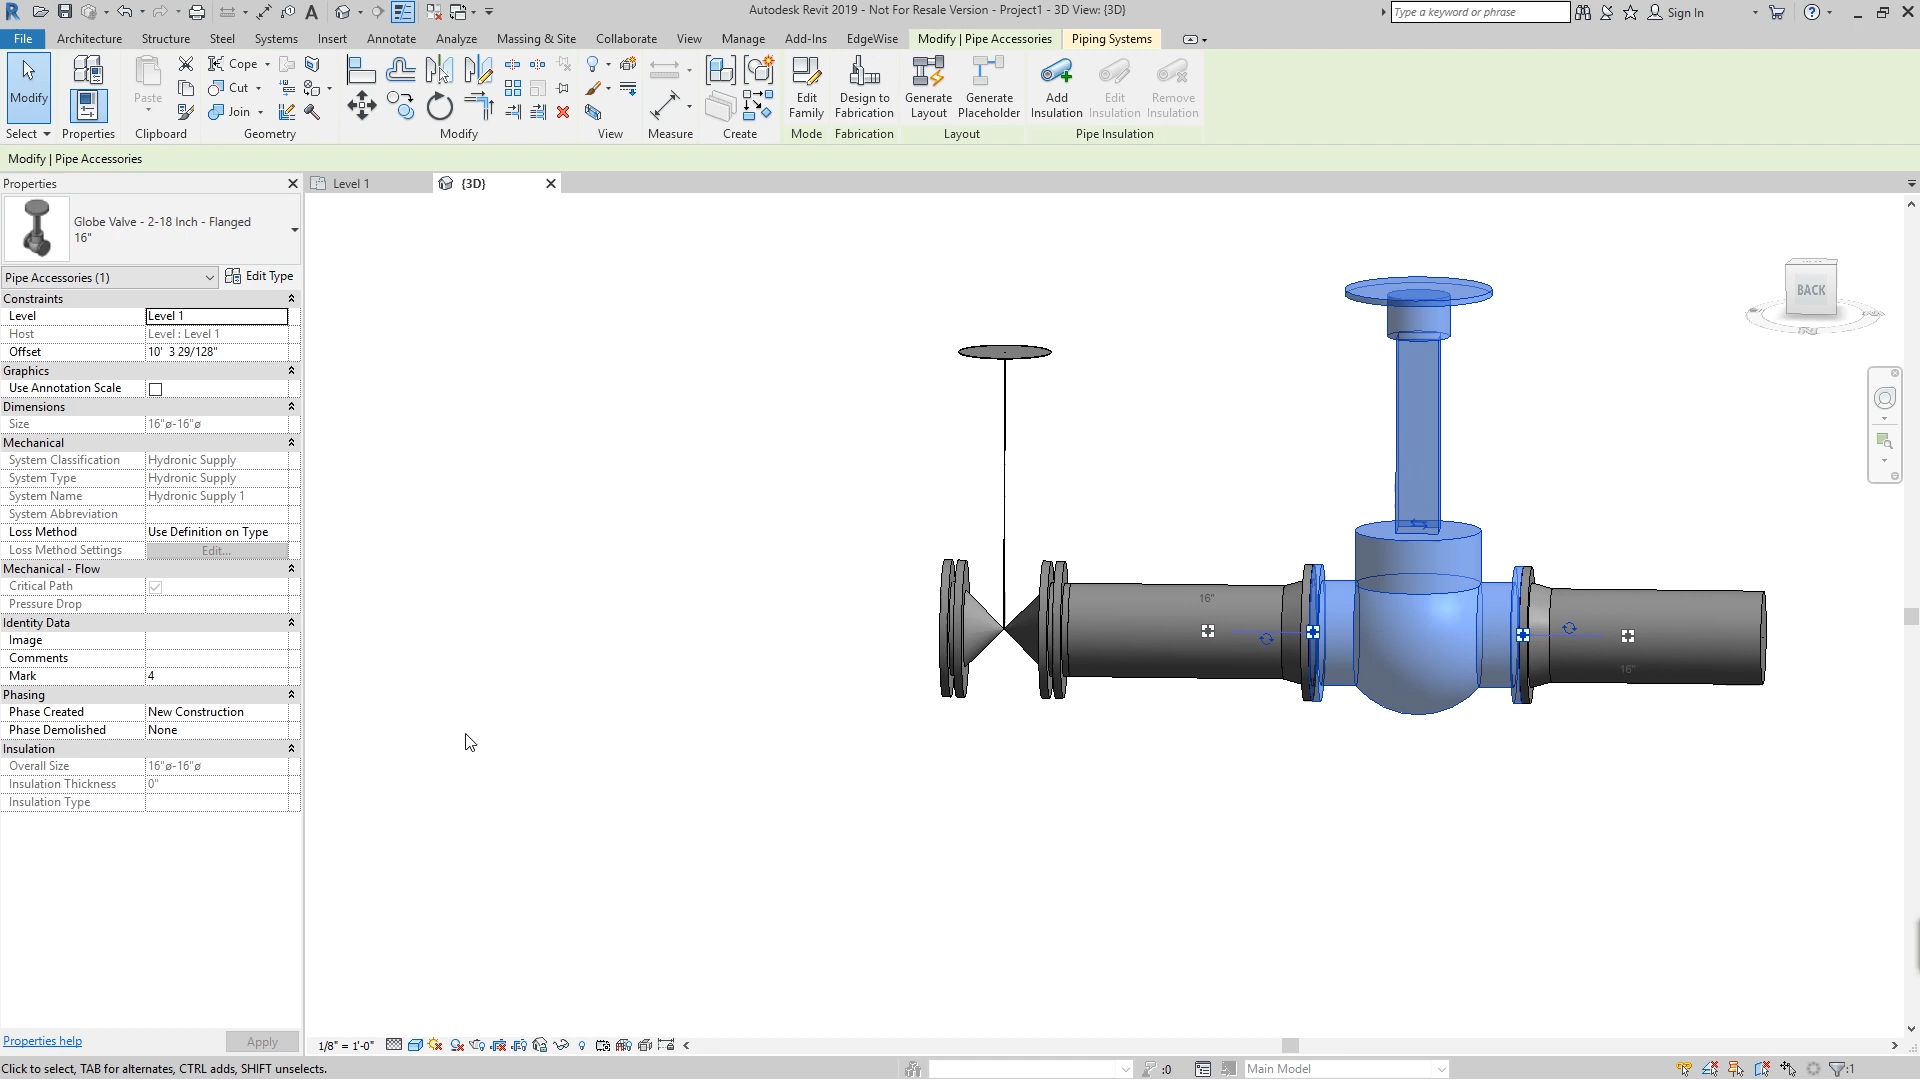 Autodesk Revit 2019 - Not For Resale Version - Project1 - 3D View: {3D}
Type a keyword or phrase
Sign In
File Architecture Structure Steel Systems Insert Annotate Analyze Massing & Site Collaborate View Manage Add-Ins EdgeWise Modify | Pipe Accessories Piping Systems
Modify
Paste
Cope
Cut
Join
Edit Family
Design to Fabrication
Generate Layout
Generate Placeholder
Add Insulation
Edit Insulation
Remove Insulation
Select Properties Clipboard Geometry Modify View Measure Create Mode Fabrication Layout Pipe Insulation
Modify | Pipe Accessories
Properties
Level 1
{3D}
Globe Valve - 2-18 Inch - Flanged
16"
Pipe Accessories (1)
Edit Type
Constraints
Level Level 1
Host Level : Level 1
Offset 10' 3 29/128"
Graphics
Use Annotation Scale
Dimensions
Size 16"ø-16"ø
Mechanical
System Classification Hydronic Supply
System Type Hydronic Supply
System Name Hydronic Supply 1
System Abbreviation
Loss Method Use Definition on Type
Loss Method Settings Edit...
Mechanical - Flow
Critical Path
Pressure Drop
Identity Data
Image
Comments
Mark 4
Phasing
Phase Created New Construction
Phase Demolished None
Insulation
Overall Size 16"ø-16"ø
Insulation Thickness 0"
Insulation Type
BACK
16"
16"
Properties help
Apply
1/8" = 1'-0"
Click to select, TAB for alternates, CTRL adds, SHIFT unselects.
:0
Main Model
:1